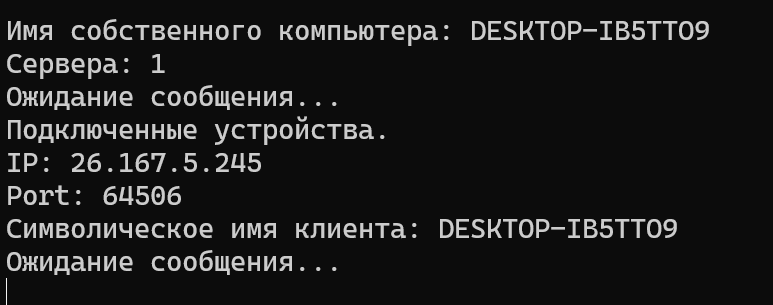 Имя собственного компьютера: DESKTOP-IB5TTO9
Сервера: 1
Ожидание сообщения...
Подключенные устройства.
IP: 26.167.5.245
Port: 64506
Символическое имя клиента: DESKTOP-IB5TTO9
Ожидание сообщения...